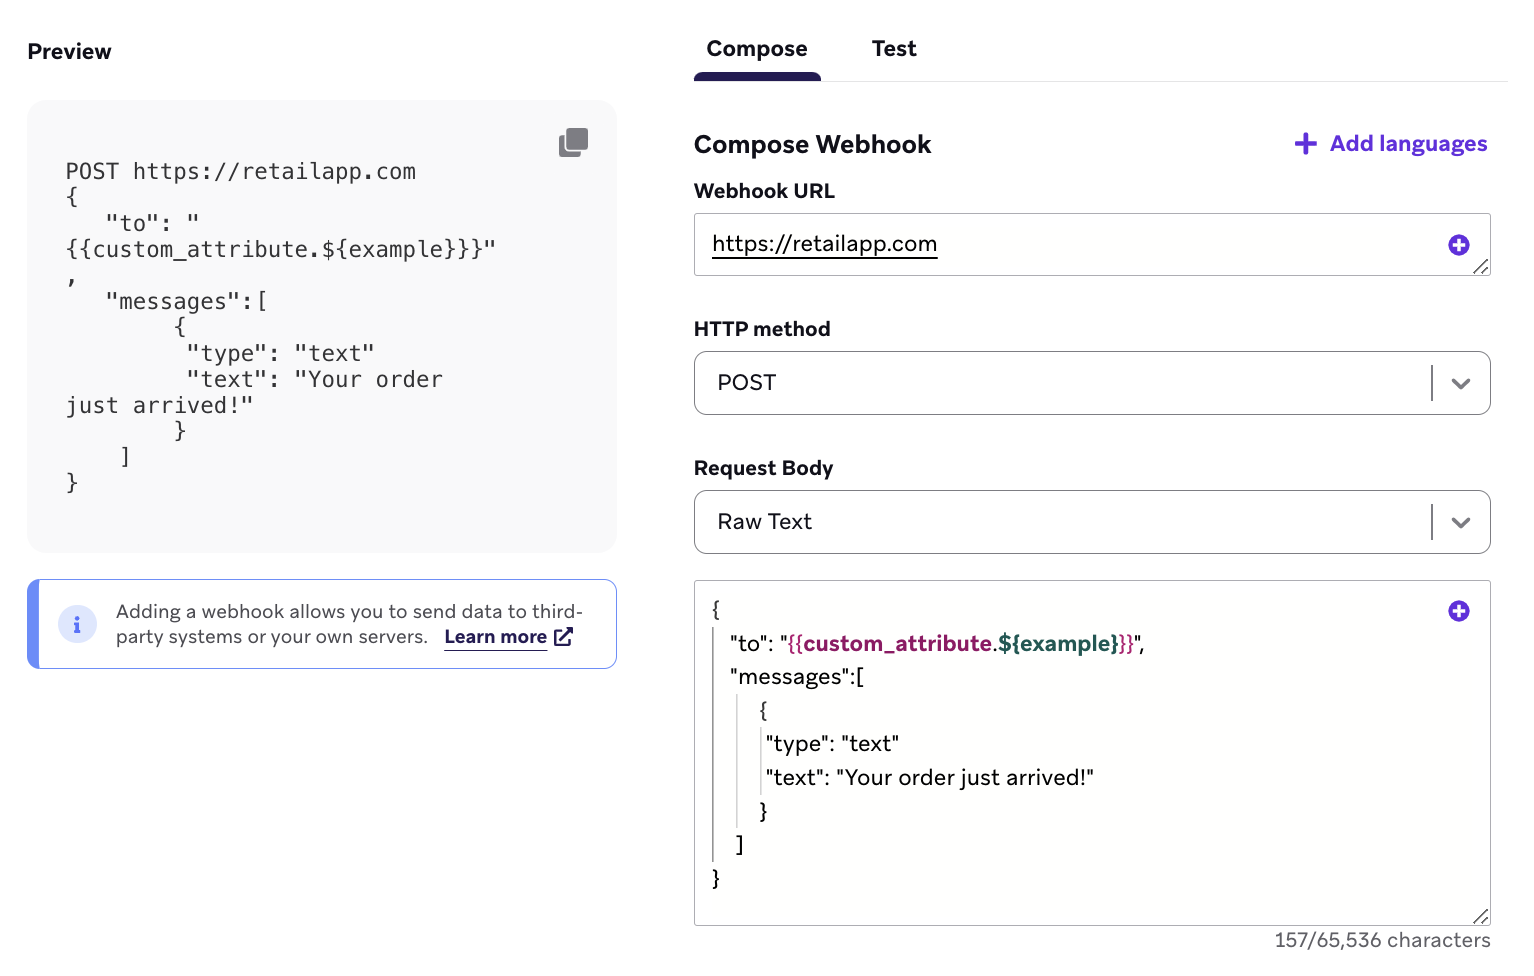 Preview
POST https://retailapp.com
{
"to": "
{{custom_attribute.${example}}}"
,
"messages":[
{
"type": "text"
"text": "Your order
just arrived!"
}
]
}
Adding a webhook allows you to send data to third-
party systems or your own servers. Learn more
Compose Test
Compose Webhook
Add languages
Webhook URL
https://retailapp.com
HTTP method
POST
Request Body
Raw Text
{
"to": "{{custom_attribute.${example}}}",
"messages":[
{
"type": "text"
"text": "Your order just arrived!"
}
]
}
157/65,536 characters